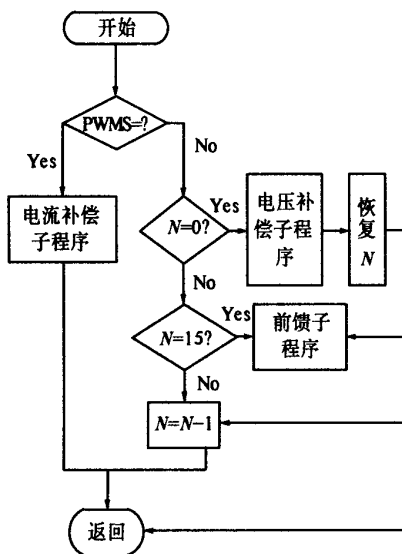 开始
PWMS=?
Yes
No
电流补偿
子程序
N=0?
Yes
电压补
偿子程
序
恢
复
N
No
N=15?
Yes
前馈子
程序
No
N=N−1
返回